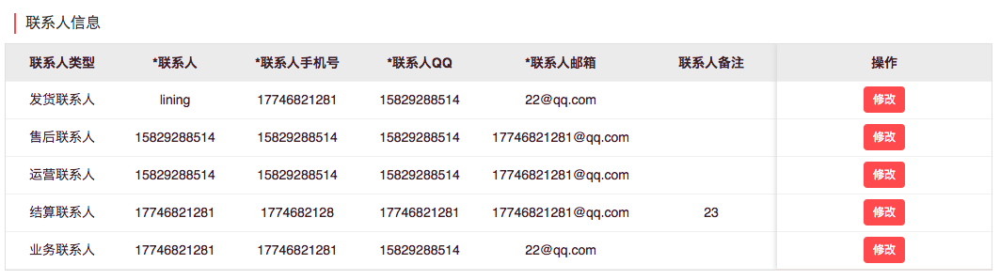 联系人信息
联系人类型 *联系人 *联系人手机号 *联系人QQ *联系人邮箱 联系人备注 操作
发货联系人 lining 17746821281 15829288514 22@qq.com 修改
售后联系人 15829288514 15829288514 15829288514 17746821281@qq.com 修改
运营联系人 15829288514 15829288514 15829288514 17746821281@qq.com 修改
结算联系人 17746821281 1774682128 17746821281 17746821281@qq.com 23 修改
业务联系人 17746821281 17746821281 15829288514 22@qq.com 修改